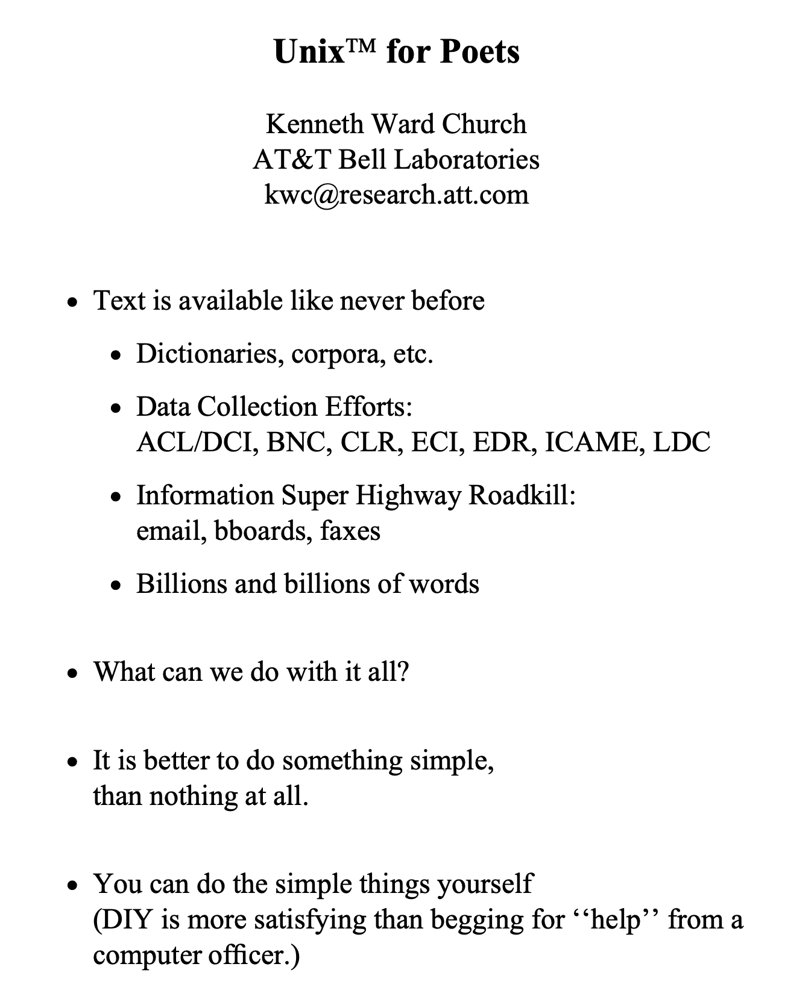 Unix™ for Poets
Kenneth Ward Church
AT&T Bell Laboratories
kwc@research.att.com
• Text is available like never before
• Dictionaries, corpora, etc.
• Data Collection Efforts:
ACL/DCI, BNC, CLR, ECI, EDR, ICAME, LDC
• Information Super Highway Roadkill:
email, bboards, faxes
• Billions and billions of words
• What can we do with it all?
• It is better to do something simple,
than nothing at all.
• You can do the simple things yourself
(DIY is more satisfying than begging for ‘‘help’’ from a
computer officer.)